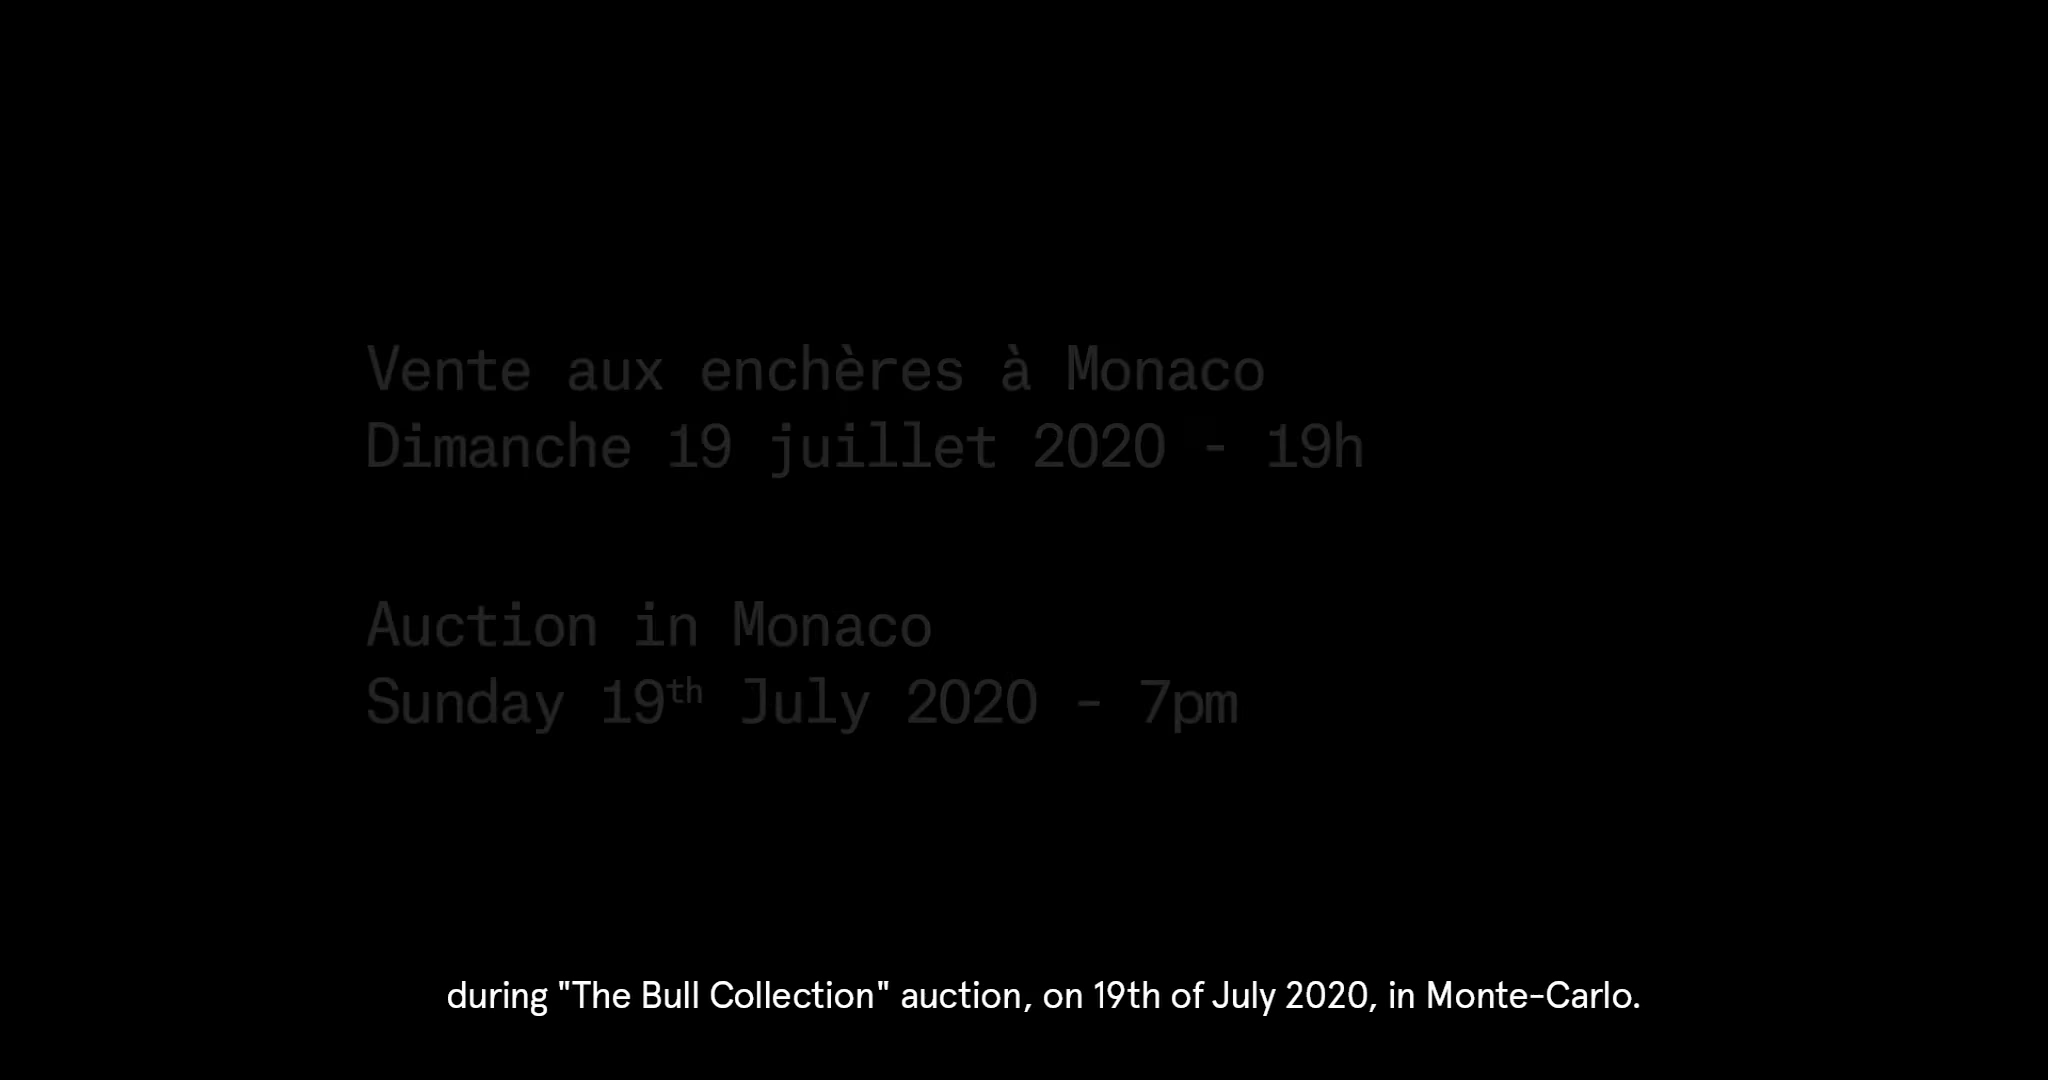 Vente aux enchères à Monaco
Dimanche 19 juillet 2020 - 19h
Auction in Monaco
Sunday 19th July 2020 - 7pm
during "The Bull Collection" auction, on 19th of July 2020, in Monte-Carlo.